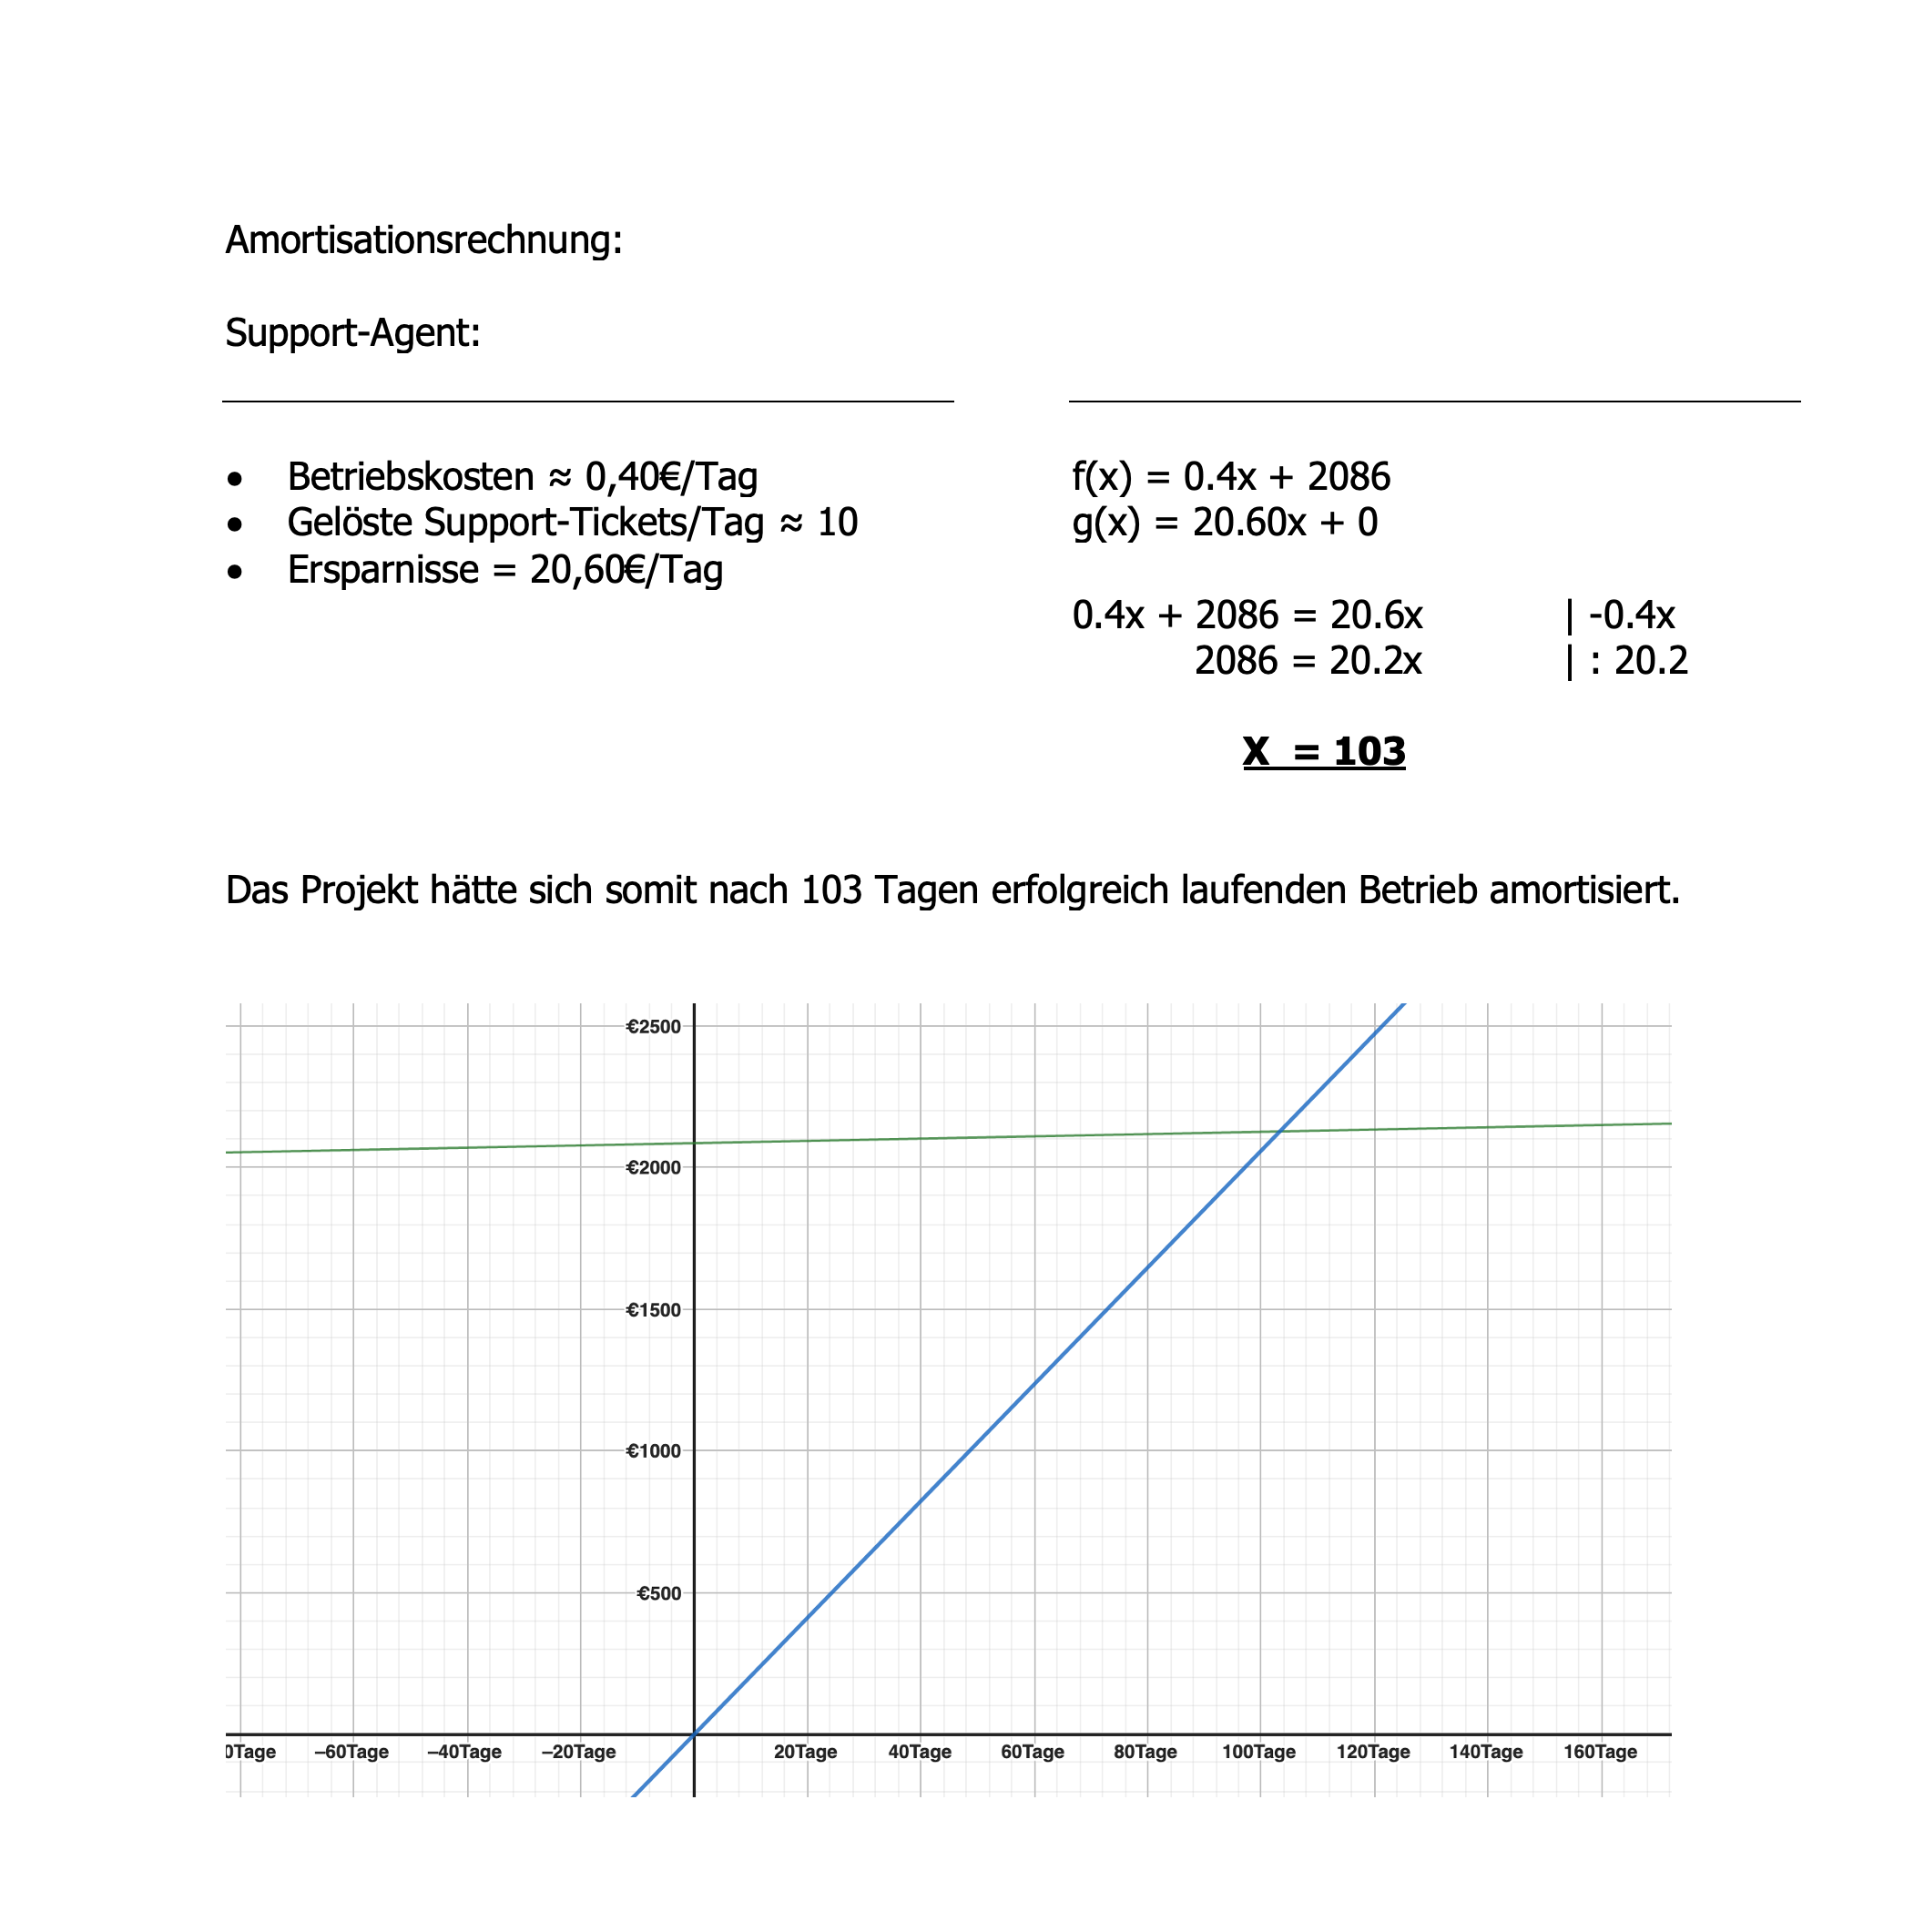 Amortisationsrechnung:
Support-Agent:
● Betriebskosten ≈ 0,40€/Tag
● Gelöste Support-Tickets/Tag ≈ 10
● Ersparnisse = 20,60€/Tag
f(x) = 0.4x + 2086
g(x) = 20.60x + 0
0.4x + 2086 = 20.6x | -0.4x
2086 = 20.2x | : 20.2
X = 103
Das Projekt hätte sich somit nach 103 Tagen erfolgreich laufenden Betrieb amortisiert.
€2500
€2000
€1500
€1000
€500
0Tage –60Tage –40Tage –20Tage 20Tage 40Tage 60Tage 80Tage 100Tage 120Tage 140Tage 160Tage